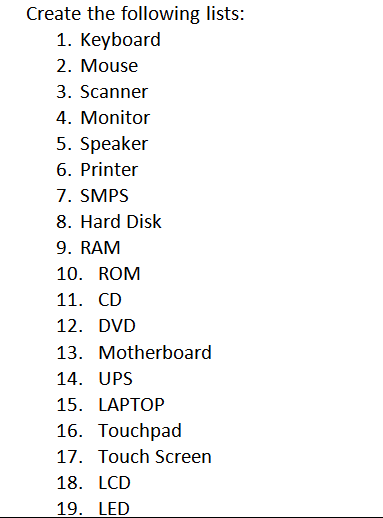 Create the following lists:
1. Keyboard
2. Mouse
3. Scanner
4. Monitor
5. Speaker
6. Printer
7. SMPS
8. Hard Disk
9. RAM
10. ROM
11. CD
12. DVD
13. Motherboard
14. UPS
15. LAPTOP
16. Touchpad
17. Touch Screen
18. LCD
19. LED